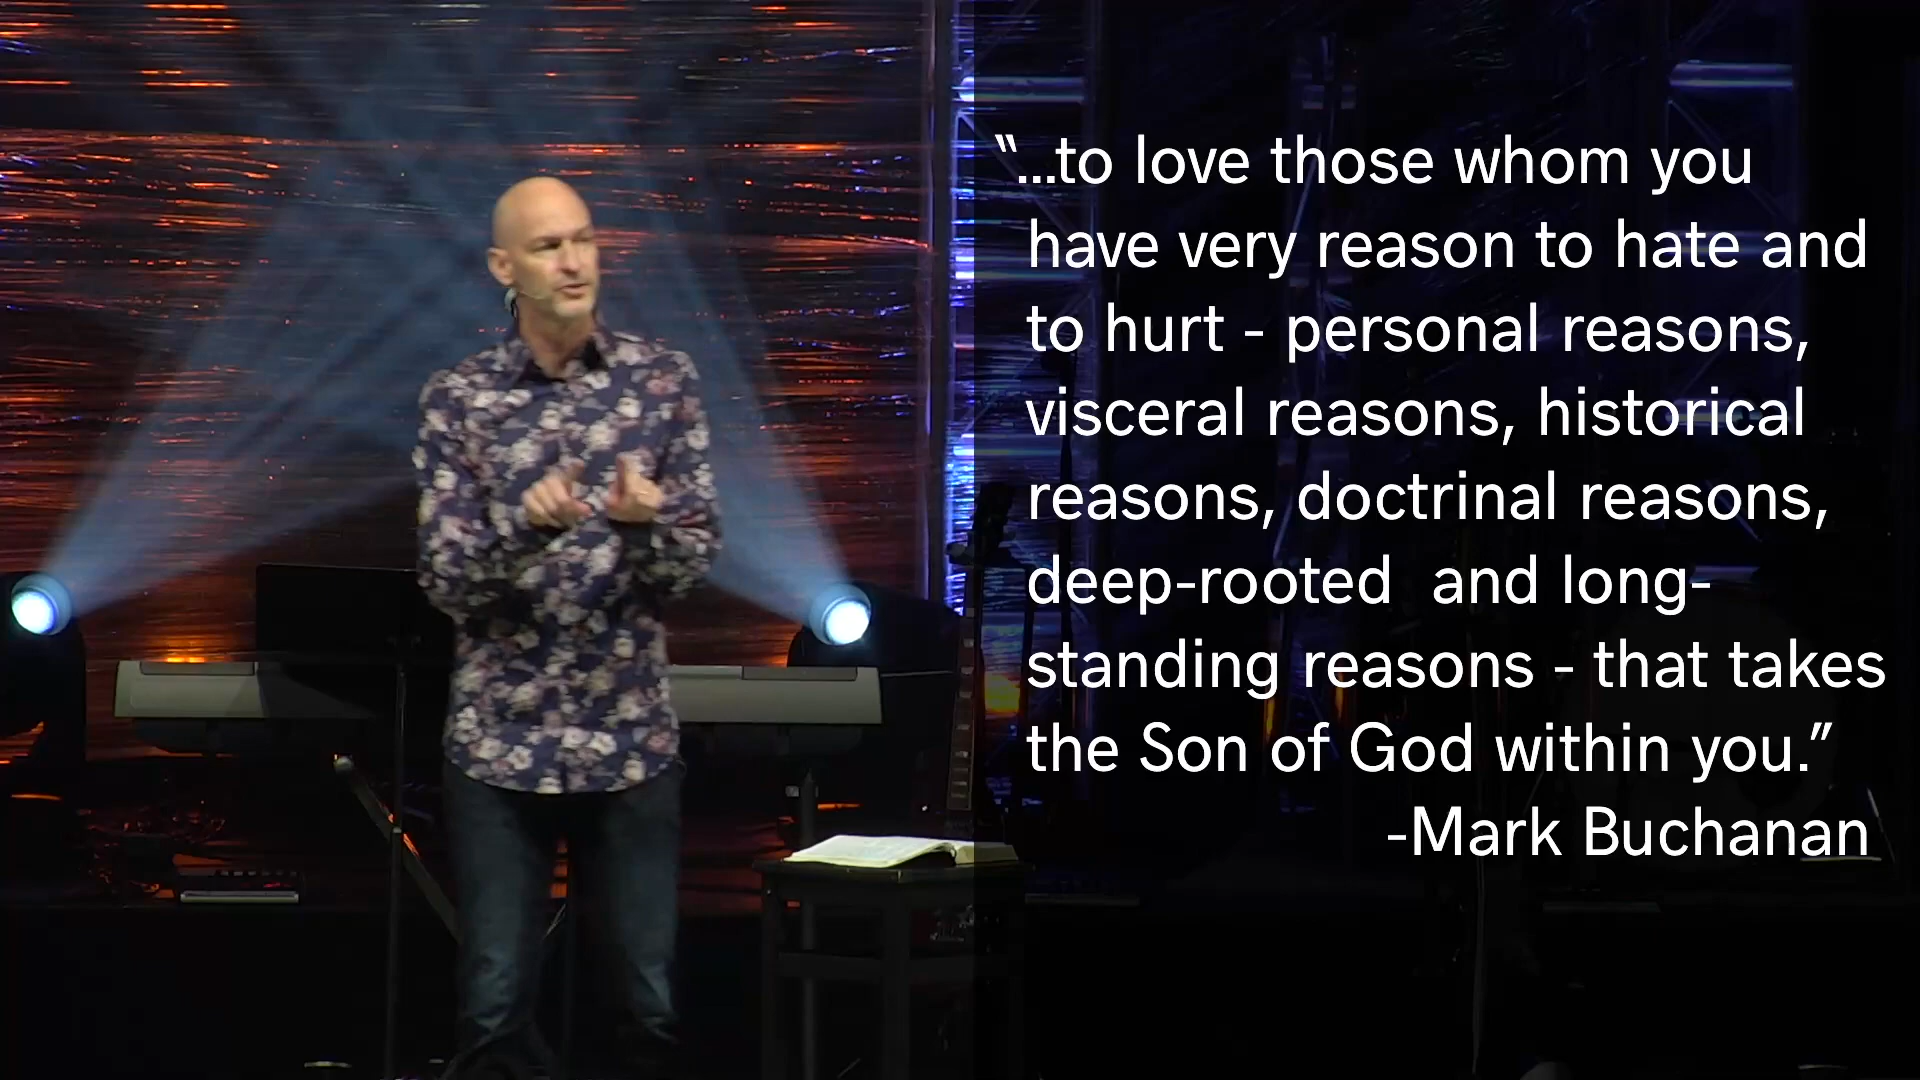 “...to love those whom you
have very reason to hate and
to hurt - personal reasons,
visceral reasons, historical
reasons, doctrinal reasons,
deep-rooted  and long-
standing reasons - that takes
the Son of God within you.”
-Mark Buchanan